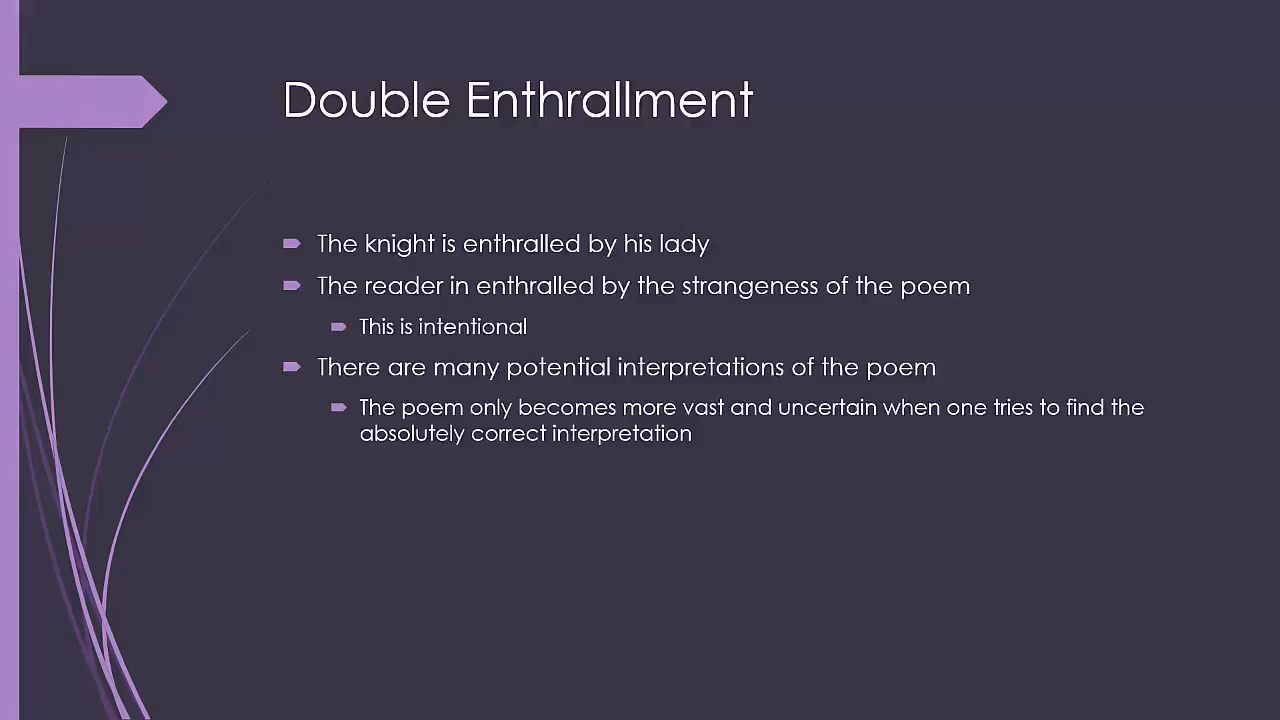 Double Enthrallment
The knight is enthralled by his lady
The reader in enthralled by the strangeness of the poem
This is intentional
There are many potential interpretations of the poem
The poem only becomes more vast and uncertain when one tries to find the
absolutely correct interpretation